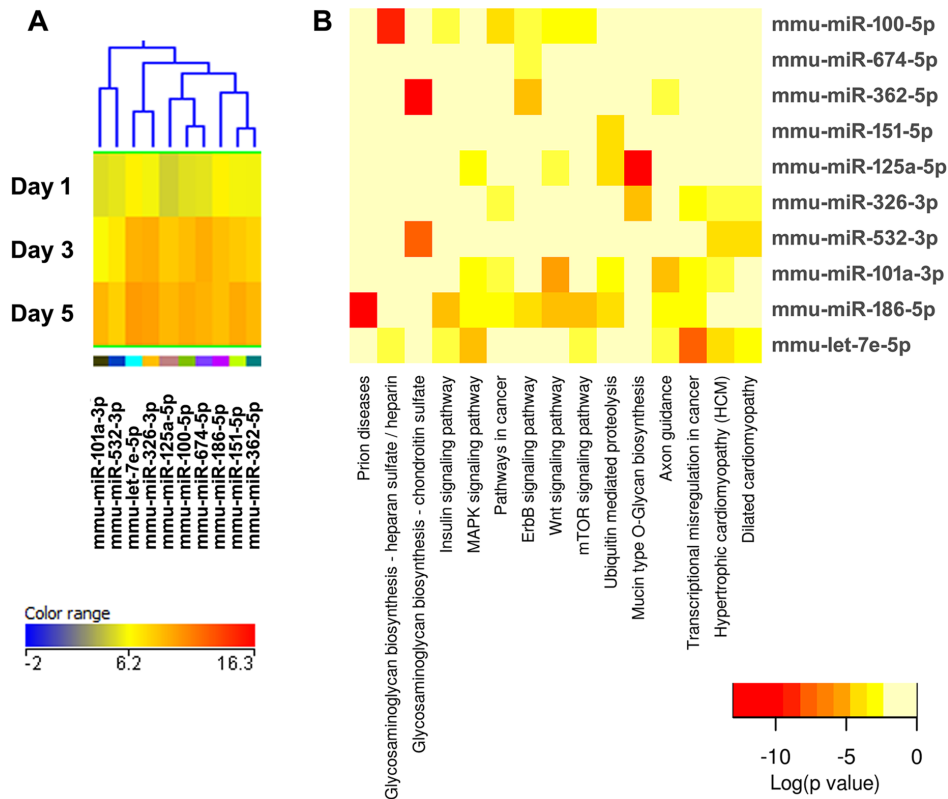 A
B
Day 1
Day 3
Day 5
mmu-miR-101a-3p
mmu-miR-532-3p
mmu-let-7e-5p
mmu-miR-326-3p
mmu-miR-125a-5p
mmu-miR-100-5p
mmu-miR-674-5p
mmu-miR-186-5p
mmu-miR-151-5p
mmu-miR-362-5p
Color range
-2 6.2 16.3
mmu-miR-100-5p
mmu-miR-674-5p
mmu-miR-362-5p
mmu-miR-151-5p
mmu-miR-125a-5p
mmu-miR-326-3p
mmu-miR-532-3p
mmu-miR-101a-3p
mmu-miR-186-5p
mmu-let-7e-5p
Prion diseases
Glycosaminoglycan biosynthesis - heparan sulfate / heparin
Glycosaminoglycan biosynthesis - chondroitin sulfate
Insulin signaling pathway
MAPK signaling pathway
Pathways in cancer
ErbB signaling pathway
Wnt signaling pathway
mTOR signaling pathway
Ubiquitin mediated proteolysis
Mucin type O-Glycan biosynthesis
Axon guidance
Transcriptional misregulation in cancer
Hypertrophic cardiomyopathy (HCM)
Dilated cardiomyopathy
-10 -5 0
Log(p value)